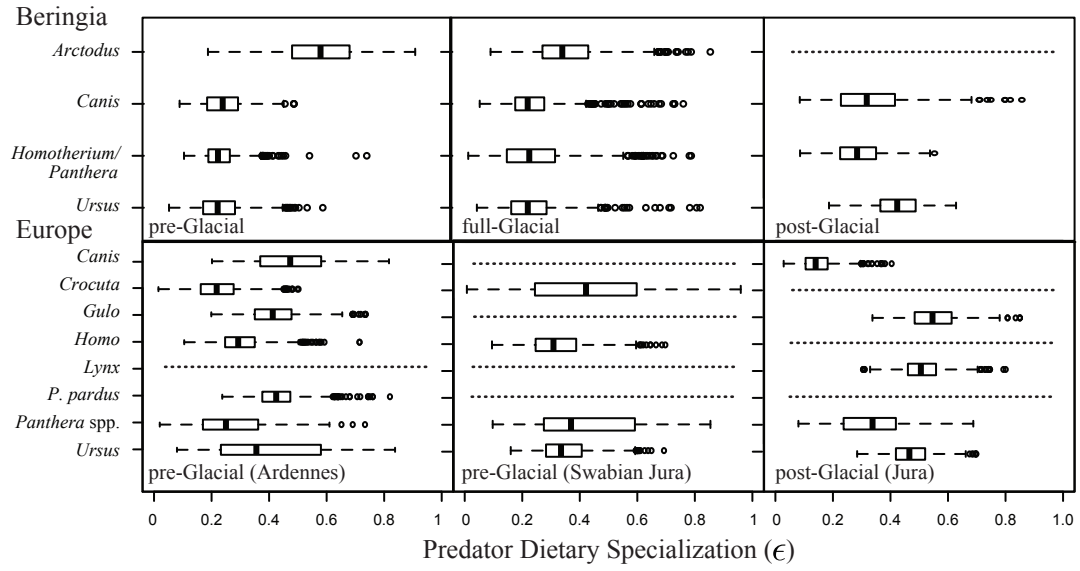 Beringia
Arctodus
Canis
Homotherium/
Panthera
Ursus
pre-Glacial
full-Glacial
post-Glacial
Europe
Canis
Crocuta
Gulo
Homo
Lynx
P. pardus
Panthera spp.
Ursus
pre-Glacial (Ardennes)
pre-Glacial (Swabian Jura)
post-Glacial (Jura)
0 0.2 0.4 0.6 0.8 1
0 0.2 0.4 0.6 0.8 1
0 0.2 0.4 0.6 0.8 1.0
Predator Dietary Specialization (ϵ)